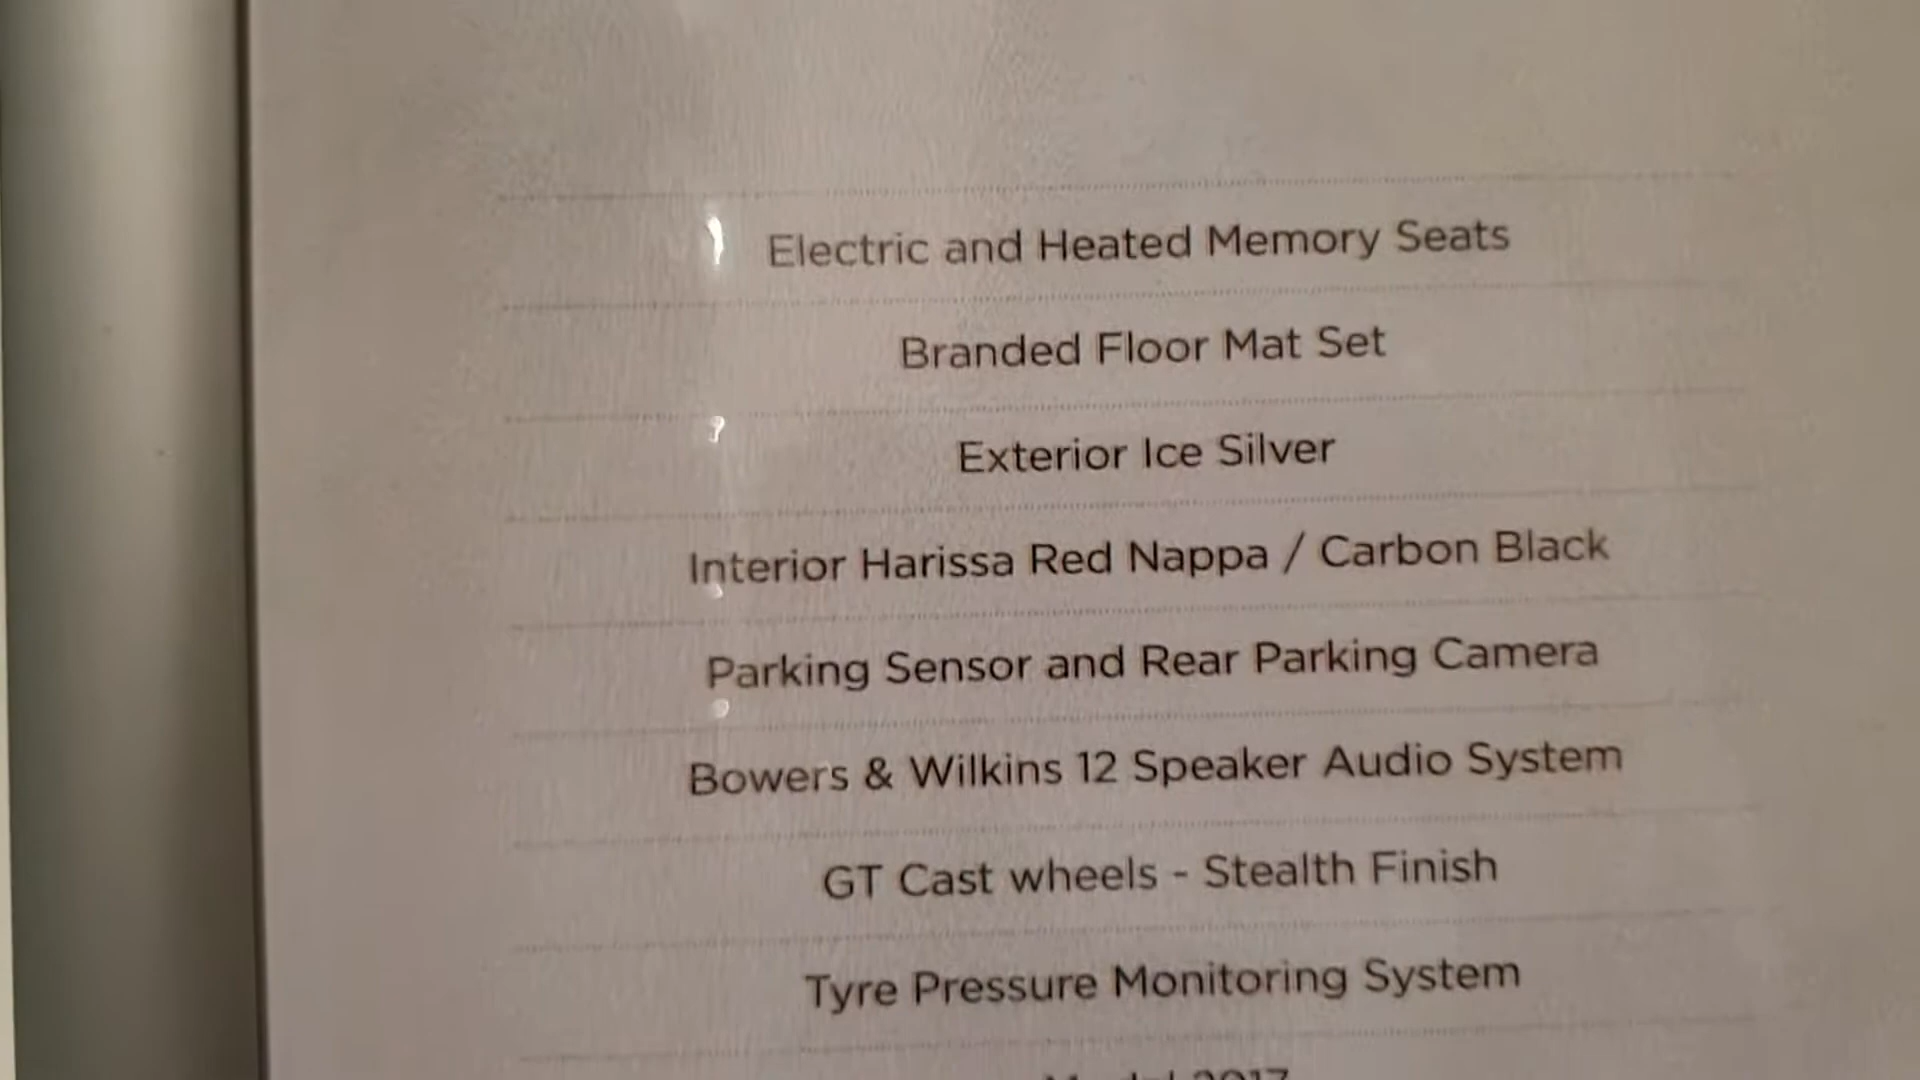 Electric and Heated Memory Seats
Branded Floor Mat Set
Exterior Ice Silver
Interior Harissa Red Nappa / Carbon Black
Parking Sensor and Rear Parking Camera
Bowers & Wilkins 12 Speaker Audio System
GT Cast wheels - Stealth Finish
Tyre Pressure Monitoring System